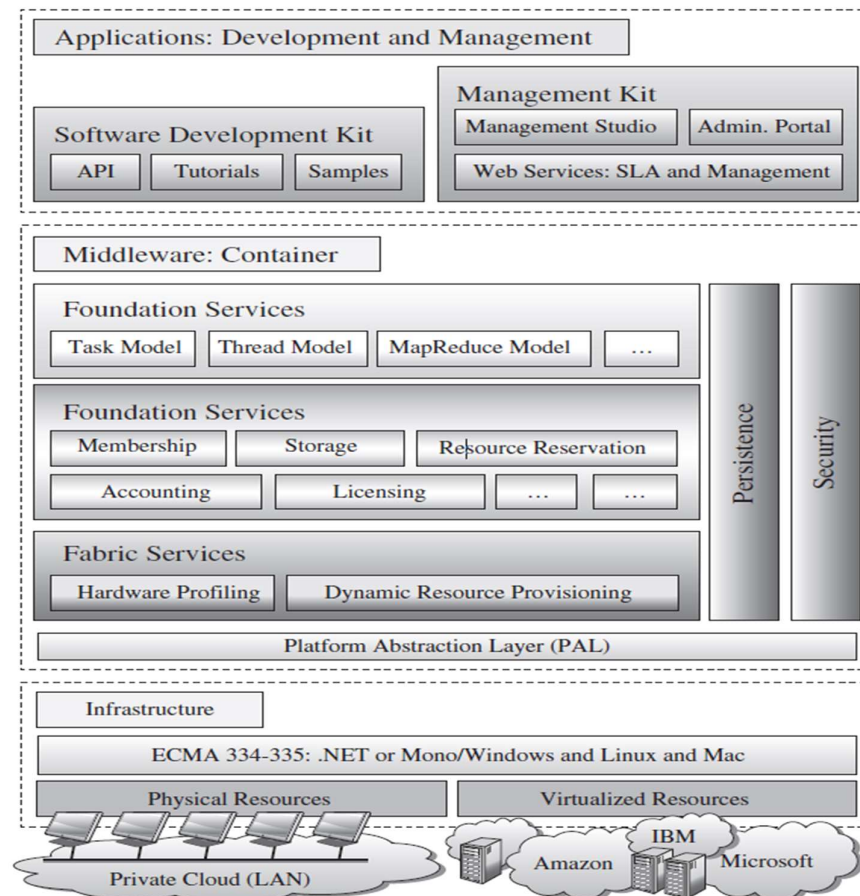 Applications: Development and Management
Management Kit
Software Development Kit
Management Studio
Admin. Portal
API
Tutorials
Samples
Web Services: SLA and Management
Middleware: Container
Foundation Services
Task Model
Thread Model
MapReduce Model
…
Foundation Services
Membership
Storage
Resource Reservation
Accounting
Licensing
…
…
Fabric Services
Hardware Profiling
Dynamic Resource Provisioning
Persistence
Security
Platform Abstraction Layer (PAL)
Infrastructure
ECMA 334-335: .NET or Mono/Windows and Linux and Mac
Physical Resources
Virtualized Resources
Private Cloud (LAN)
Amazon
IBM
Microsoft